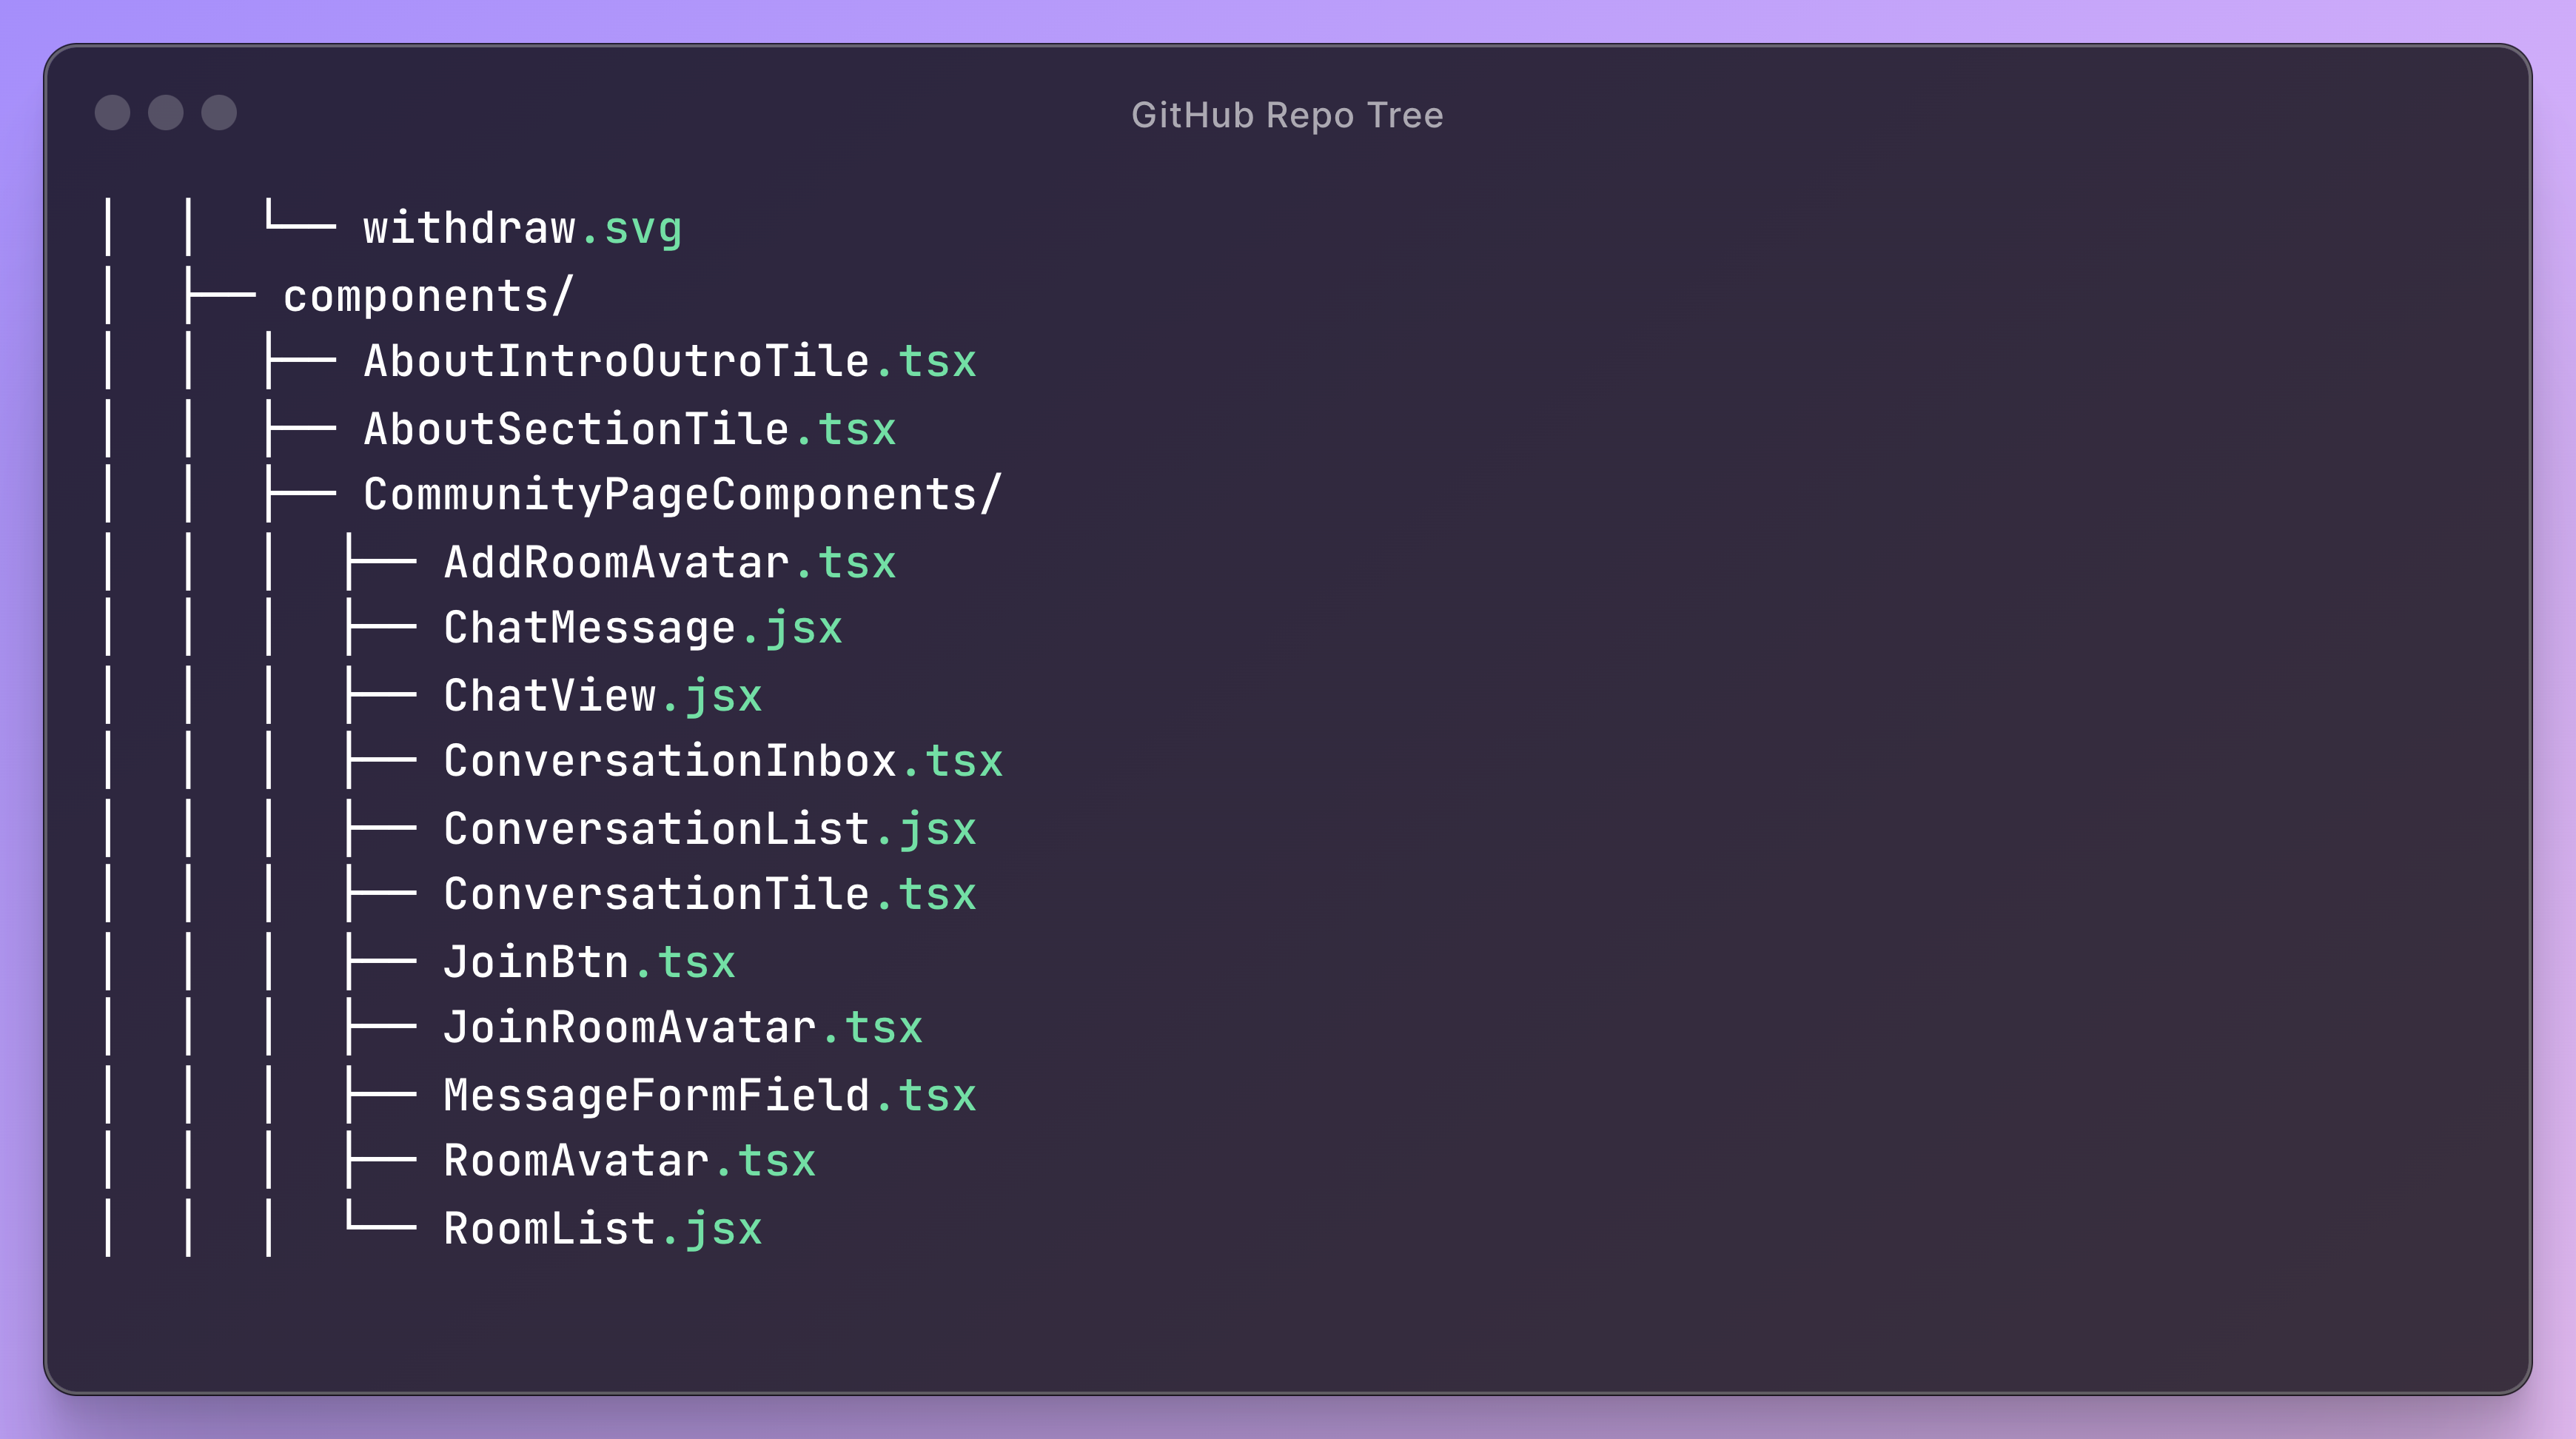 GitHub Repo Tree
│   │   └── withdraw.svg
│   ├── components/
│   │   ├── AboutIntroOutroTile.tsx
│   │   ├── AboutSectionTile.tsx
│   │   ├── CommunityPageComponents/
│   │   │   ├── AddRoomAvatar.tsx
│   │   │   ├── ChatMessage.jsx
│   │   │   ├── ChatView.jsx
│   │   │   ├── ConversationInbox.tsx
│   │   │   ├── ConversationList.jsx
│   │   │   ├── ConversationTile.tsx
│   │   │   ├── JoinBtn.tsx
│   │   │   ├── JoinRoomAvatar.tsx
│   │   │   ├── MessageFormField.tsx
│   │   │   ├── RoomAvatar.tsx
│   │   │   └── RoomList.jsx